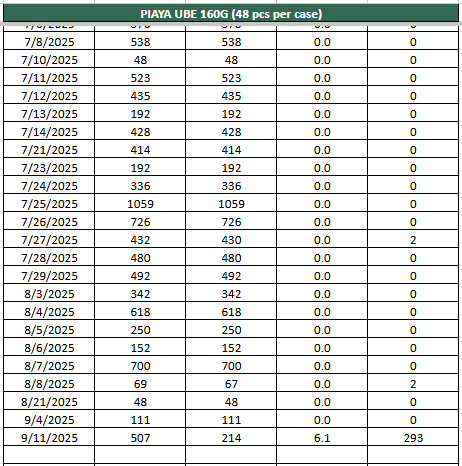 PIAYA UBE 160G (48 pcs per case)
7/8/2025 538 538 0.0 0
7/10/2025 48 48 0.0 0
7/11/2025 523 523 0.0 0
7/12/2025 435 435 0.0 0
7/13/2025 192 192 0.0 0
7/14/2025 428 428 0.0 0
7/21/2025 414 414 0.0 0
7/23/2025 192 192 0.0 0
7/24/2025 336 336 0.0 0
7/25/2025 1059 1059 0.0 0
7/26/2025 726 726 0.0 0
7/27/2025 432 430 0.0 2
7/28/2025 480 480 0.0 0
7/29/2025 492 492 0.0 0
8/3/2025 342 342 0.0 0
8/4/2025 618 618 0.0 0
8/5/2025 250 250 0.0 0
8/6/2025 152 152 0.0 0
8/7/2025 700 700 0.0 0
8/8/2025 69 67 0.0 2
8/21/2025 48 48 0.0 0
9/4/2025 111 111 0.0 0
9/11/2025 507 214 6.1 293